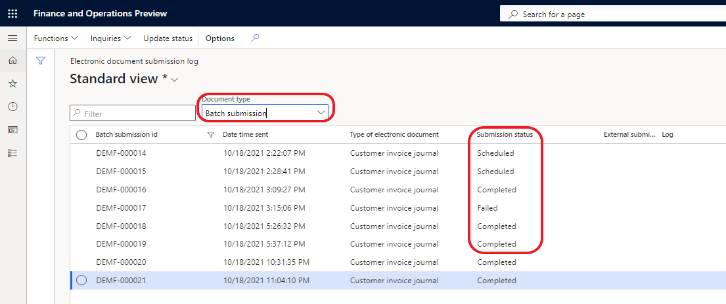 Finance and Operations Preview
Search for a page
Functions Inquiries Update status Options
Electronic document submission log
Standard view *
Document type
Filter
Batch submission
Batch submission id Date time sent Type of electronic document Submission status External submi... Log
DEMF-000014 10/18/2021 2:22:07 PM Customer invoice journal Scheduled
DEMF-000015 10/18/2021 2:28:41 PM Customer invoice journal Scheduled
DEMF-000016 10/18/2021 3:09:27 PM Customer invoice journal Completed
DEMF-000017 10/18/2021 3:15:06 PM Customer invoice journal Failed
DEMF-000018 10/18/2021 5:26:32 PM Customer invoice journal Completed
DEMF-000019 10/18/2021 5:37:12 PM Customer invoice journal Completed
DEMF-000020 10/18/2021 10:31:35 PM Customer invoice journal Completed
DEMF-000021 10/18/2021 11:04:10 PM Customer invoice journal Completed